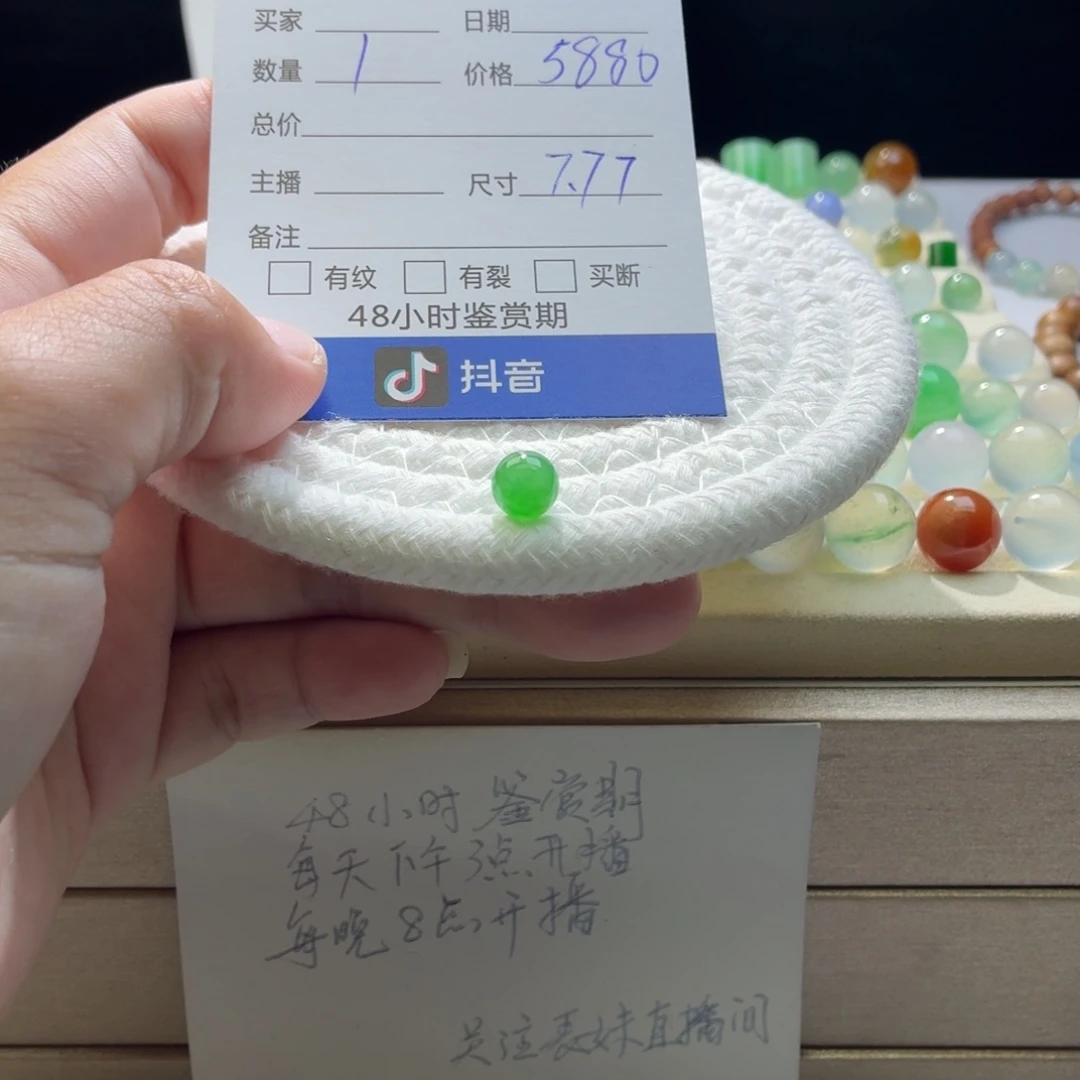 买家 日期
数量 1 价格 5880
总价
主播 尺寸 7.77
备注
有纹 有裂 买断
48小时鉴赏期
抖音
48小时鉴赏期
每天下午3点开播
每晚8点开播
关注表妹直播间